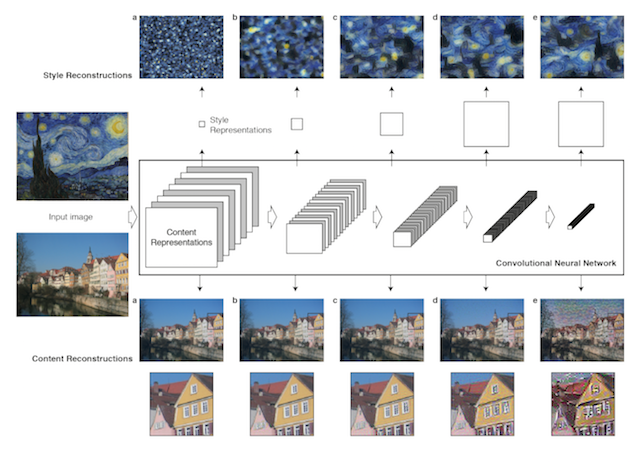 a b c d e
Style Reconstructions
Style
Representations
Input image
Content
Representations
Convolutional Neural Network
a b c d e
Content Reconstructions